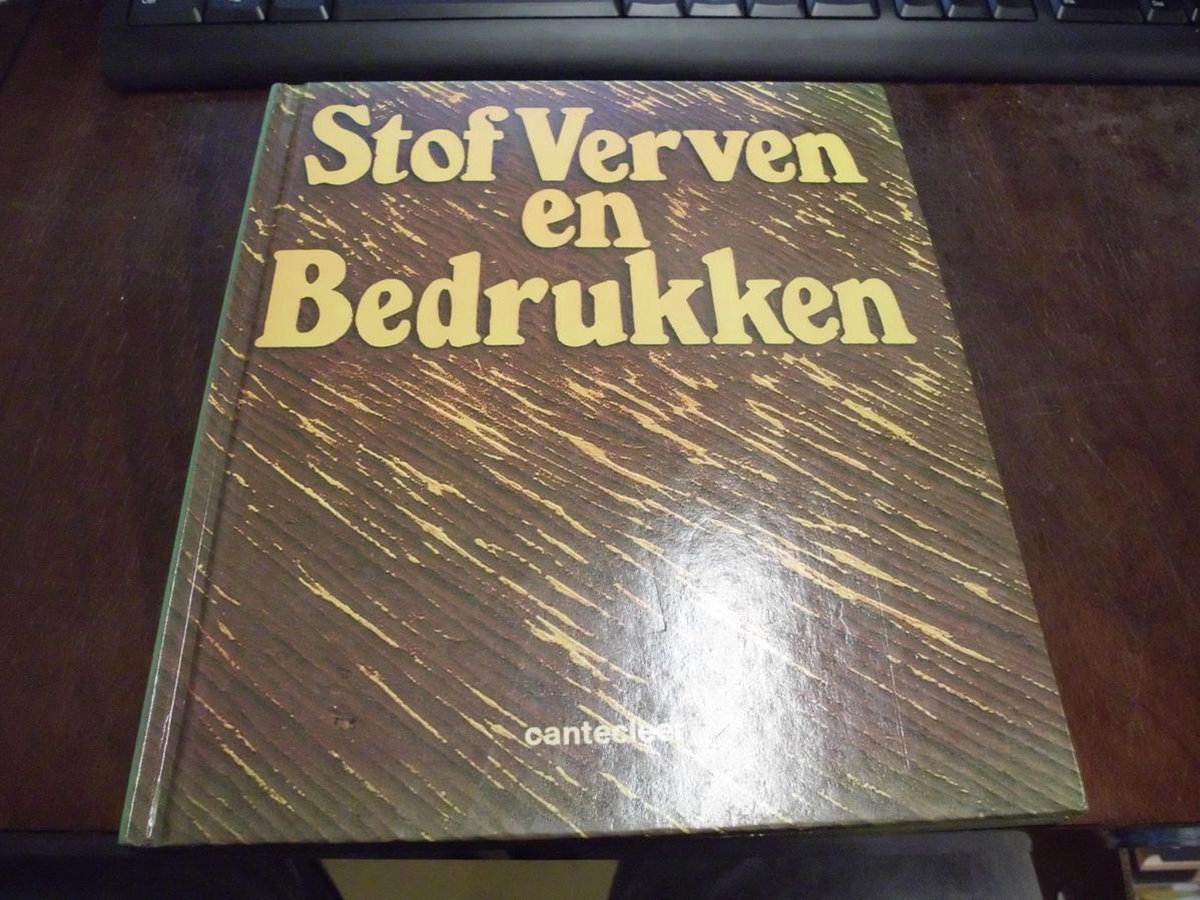 Stof Verven
en
Bedrukken
cantecleer